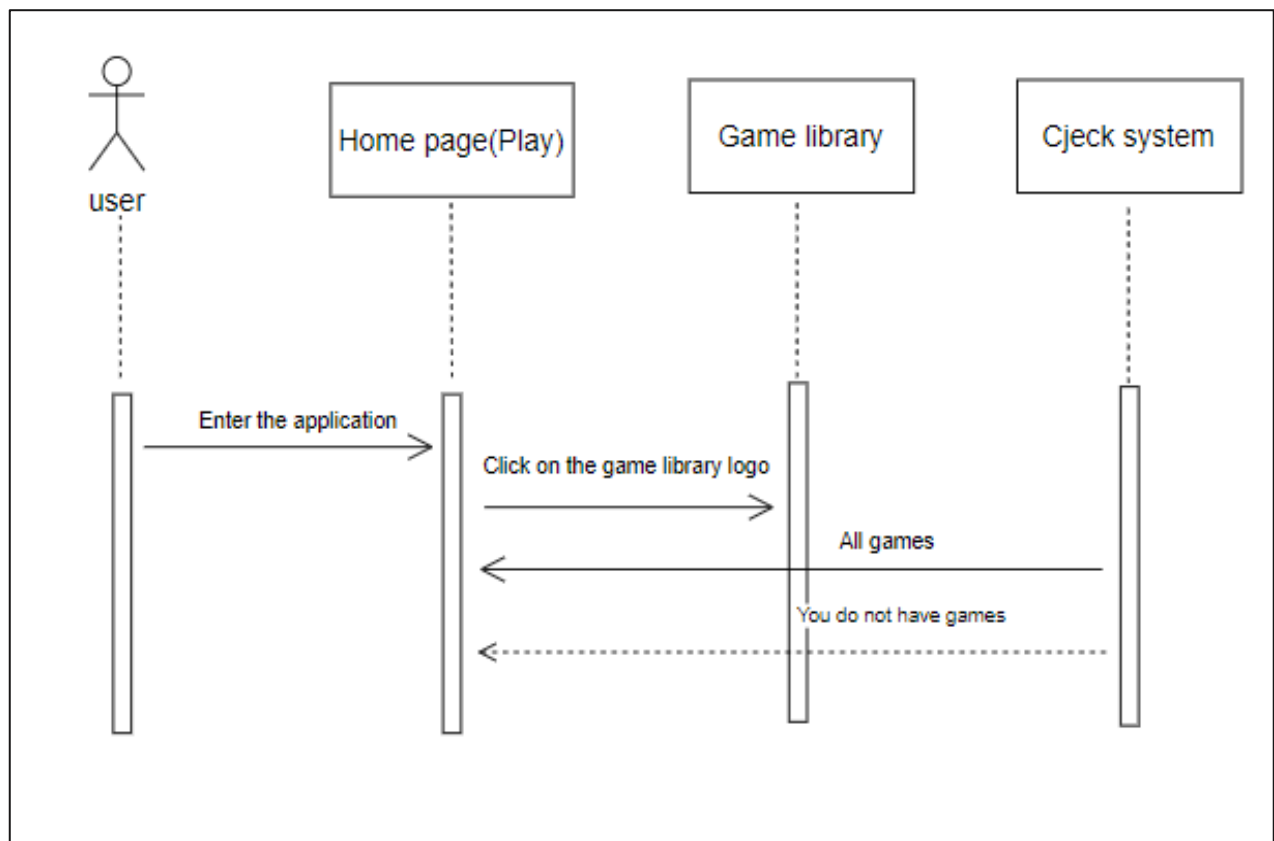 user
Home page(Play)
Game library
Cjeck system
Enter the application
Click on the game library logo
All games
You do not have games